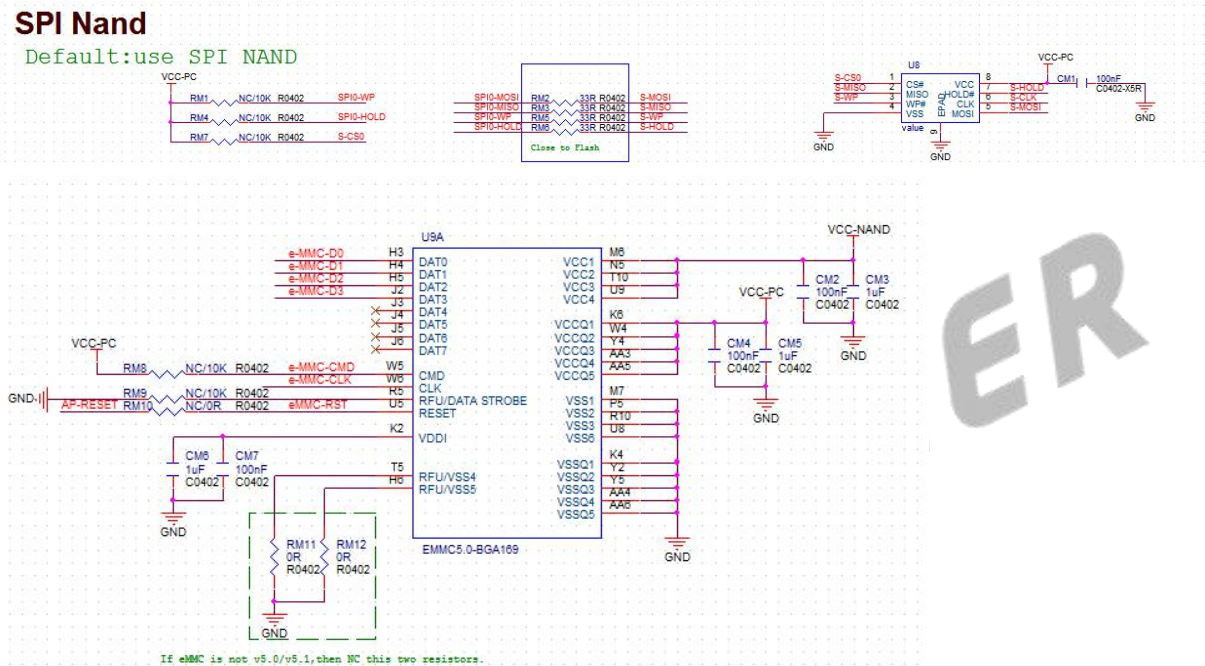 SPI Nand
Default:use SPI NAND
VCC-PC
RM1 NC/10K R0402 SPI0-WP
RM4 NC/10K R0402 SPI0-HOLD
RM7 NC/10K R0402 S-CS0
SPI0-MOSI RM2 33R R0402 S-MOSI
SPI0-MISO RM3 33R R0402 S-MISO
SPI0-WP RM5 33R R0402 S-WP
SPI0-HOLD RM6 33R R0402 S-HOLD
Close to Flash
U8
S-CS0 1 CS# VCC 8
S-MISO 2 MISO HOLD# 7 S-HOLD
S-WP 3 WP# CLK 6 S-CLK
4 VSS MOSI 5 S-MOSI
EPAD
value 9
VCC-PC
CM1 100nF
C0402-X5R
GND
GND
GND
U9A
e-MMC-D0 H3 DAT0
e-MMC-D1 H4 DAT1
e-MMC-D2 H5 DAT2
e-MMC-D3 J2 DAT3
J3 DAT4
J4 DAT5
J5 DAT6
J6 DAT7
VCC-PC
RM8 NC/10K R0402 e-MMC-CMD W5 CMD
e-MMC-CLK W6 CLK
GND RM9 NC/10K R0402 R5 RFU/DATA STROBE
AP-RESET RM10 NC/0R R0402 eMMC-RST U5 RESET
K2 VDDI
T5 RFU/VSS4
H6 RFU/VSS5
CM6
1uF
C0402
CM7
100nF
C0402
GND
RM11
0R
R0402
RM12
0R
R0402
GND
If eMMC is not v5.0/v5.1,then NC this two resistors.
VCC1 M6
VCC2 N5
VCC3 T10
VCC4 U9
VCCQ1 K6
VCCQ2 W4
VCCQ3 Y4
VCCQ4 AA3
VCCQ5 AA5
VSS1 M7
VSS2 P5
VSS3 R10
VSS6 U8
VSSQ1 K4
VSSQ2 Y2
VSSQ3 Y5
VSSQ4 AA4
VSSQ5 AA6
EMMC5.0-BGA169
GND
VCC-NAND
CM2
100nF
C0402
CM3
1uF
C0402
GND
VCC-PC
CM4
100nF
C0402
CM5
1uF
C0402
GND
ER